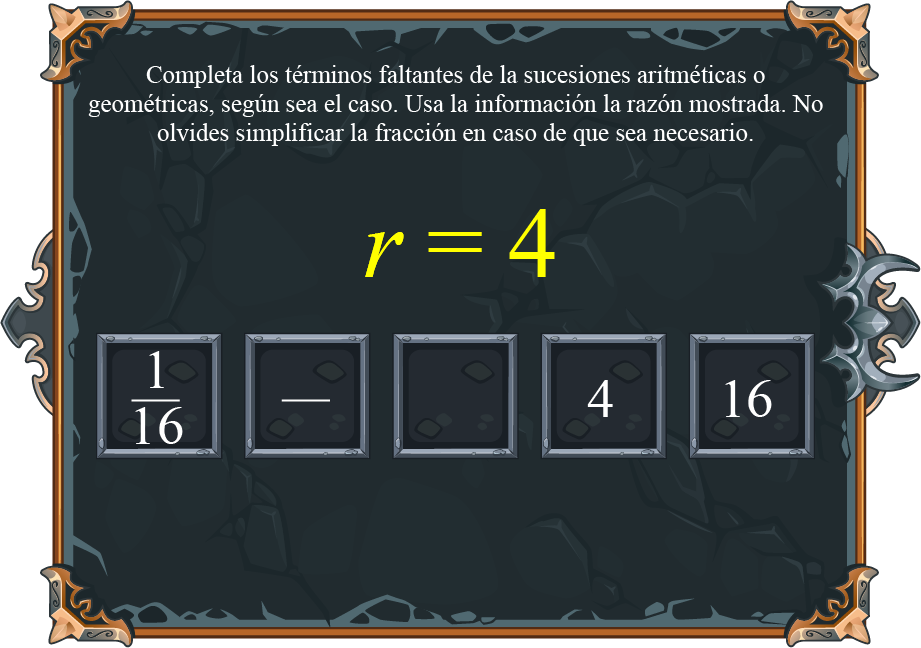 Completa los términos faltantes de la sucesiones aritméticas o
geométricas, según sea el caso. Usa la información la razón mostrada. No
olvides simplificar la fracción en caso de que sea necesario.
r = 4
1/16 — 4 16